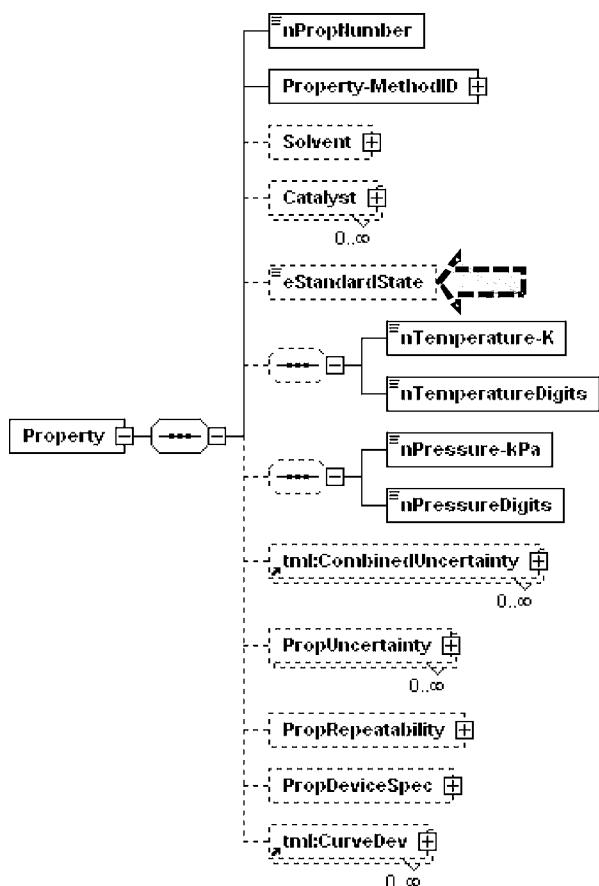 nPropNumber
Property-MethodID
Solvent
Catalyst
0..∞
eStandardState
nTemperature-K
nTemperatureDigits
Property
nPressure-kPa
nPressureDigits
tml:CombinedUncertainty
0..∞
PropUncertainty
0..∞
PropRepeatability
PropDeviceSpec
tml:CurveDev
0..∞